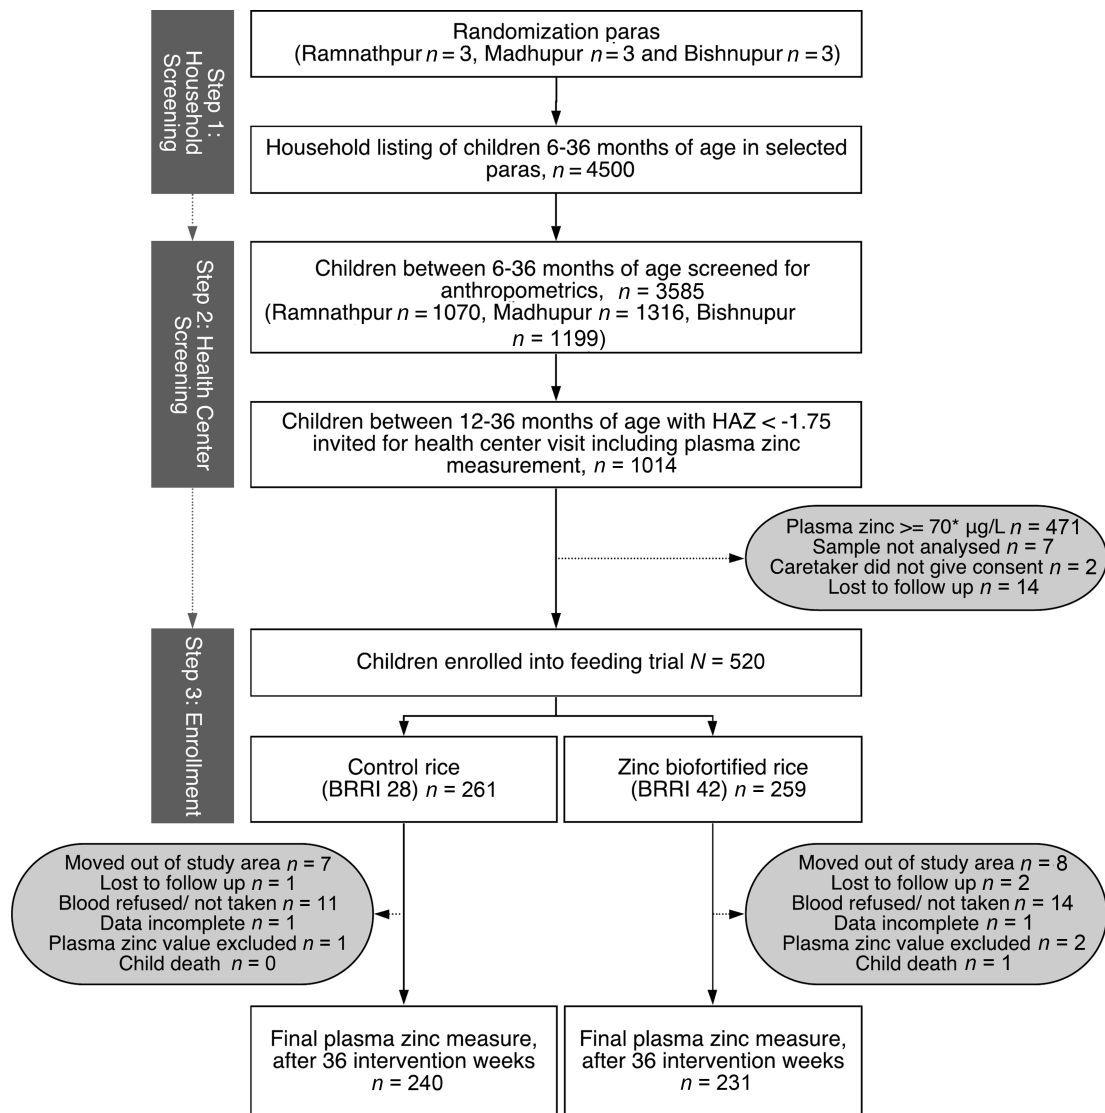 Step 1:
Household
Screening
Randomization paras
(Ramnathpur n = 3, Madhupur n = 3 and Bishnupur n = 3)
Household listing of children 6-36 months of age in selected
paras, n = 4500
Step 2: Health Center
Screening
Children between 6-36 months of age screened for
anthropometrics, n = 3585
(Ramnathpur n = 1070, Madhupur n = 1316, Bishnupur
n = 1199)
Children between 12-36 months of age with HAZ < -1.75
invited for health center visit including plasma zinc
measurement, n = 1014
Plasma zinc >= 70* µg/L n = 471
Sample not analysed n = 7
Caretaker did not give consent n = 2
Lost to follow up n = 14
Step 3: Enrollment
Children enrolled into feeding trial N = 520
Control rice
(BRRI 28) n = 261
Zinc biofortified rice
(BRRI 42) n = 259
Moved out of study area n = 7
Lost to follow up n = 1
Blood refused/ not taken n = 11
Data incomplete n = 1
Plasma zinc value excluded n = 1
Child death n = 0
Moved out of study area n = 8
Lost to follow up n = 2
Blood refused/ not taken n = 14
Data incomplete n = 1
Plasma zinc value excluded n = 2
Child death n = 1
Final plasma zinc measure,
after 36 intervention weeks
n = 240
Final plasma zinc measure,
after 36 intervention weeks
n = 231